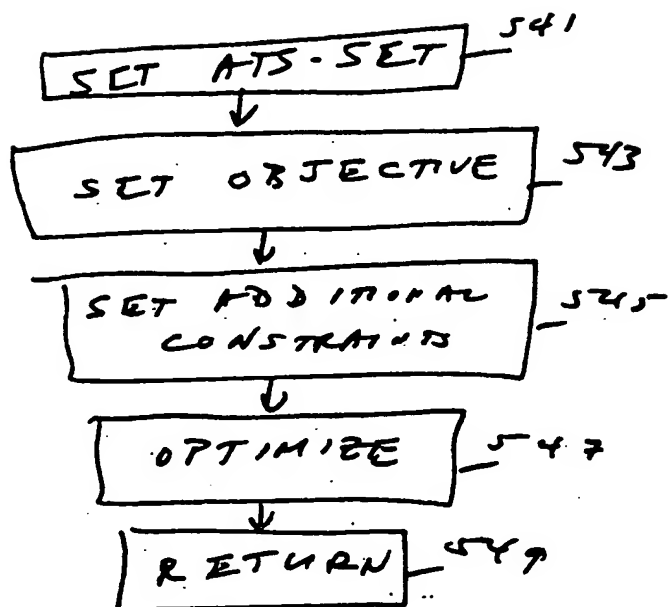 SET ATS-SET
541
SET OBJECTIVE
543
SET ADDITIONAL
CONSTRAINTS
545
OPTIMIZE
547
RETURN
549